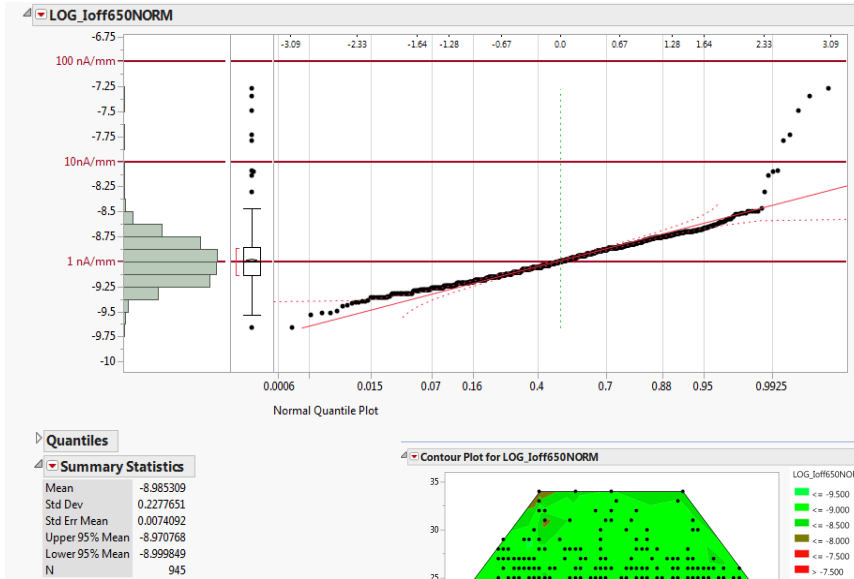 LOG_Ioff650NORM
-6.75
-3.09 -2.33 -1.64 -1.28 -0.67 0.0 0.67 1.28 1.64 2.33 3.09
100 nA/mm
-7.25
-7.5
-7.75
10nA/mm
-8.25
-8.5
-8.75
1 nA/mm
-9.25
-9.5
-9.75
-10
0.0006 0.015 0.07 0.16 0.4 0.7 0.88 0.95 0.9925
Normal Quantile Plot
Quantiles
Summary Statistics
Mean -8.985309
Std Dev 0.2277651
Std Err Mean 0.0074092
Upper 95% Mean -8.970768
Lower 95% Mean -8.999849
N 945
Contour Plot for LOG_Ioff650NORM
35
30
25
LOG_Ioff650NO
<= -9.500
<= -9.000
<= -8.500
<= -8.000
<= -7.500
> -7.500